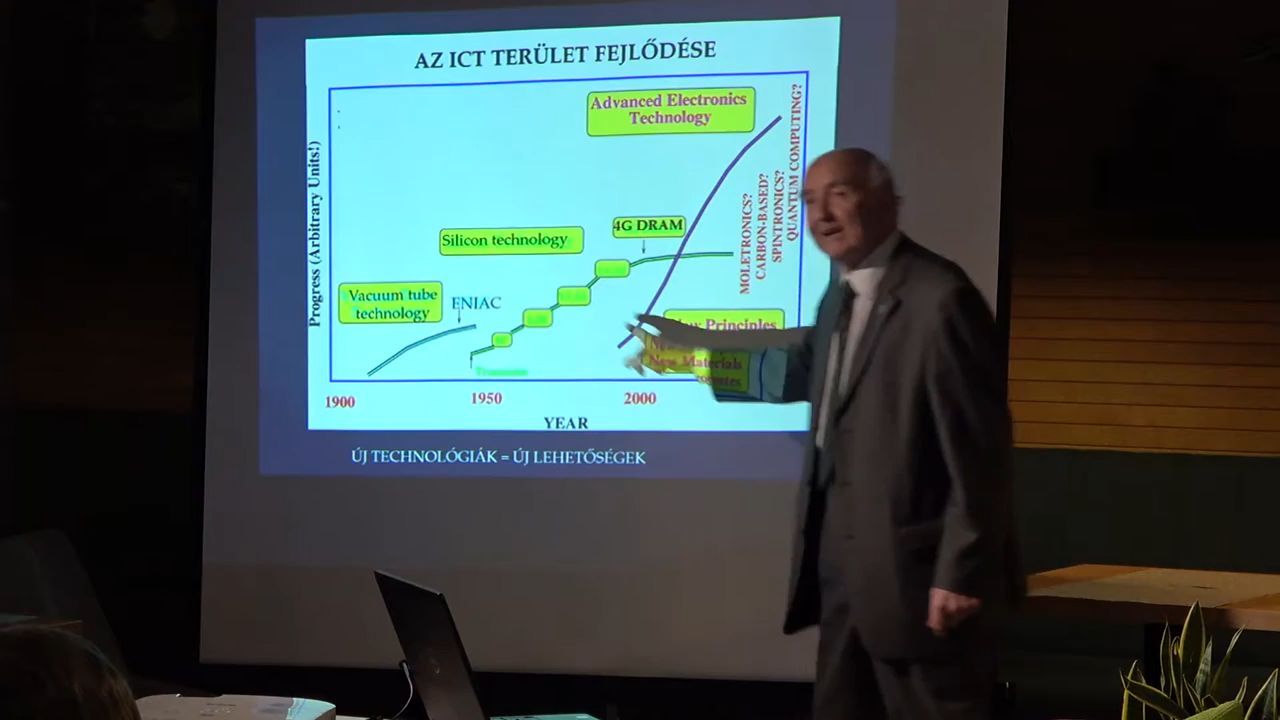 AZ ICT TERÜLET FEJLŐDÉSE
Progress (Arbitrary Units!)
Advanced Electronics
Technology
4G DRAM
Silicon technology
Vacuum tube
technology
ENIAC
MOLETRONICS?
CARBON-BASED?
SPINTRONICS?
QUANTUM COMPUTING?
Principles
New Materials
1900
1950
2000
YEAR
ÚJ TECHNOLÓGIÁK = ÚJ LEHETŐSÉGEK